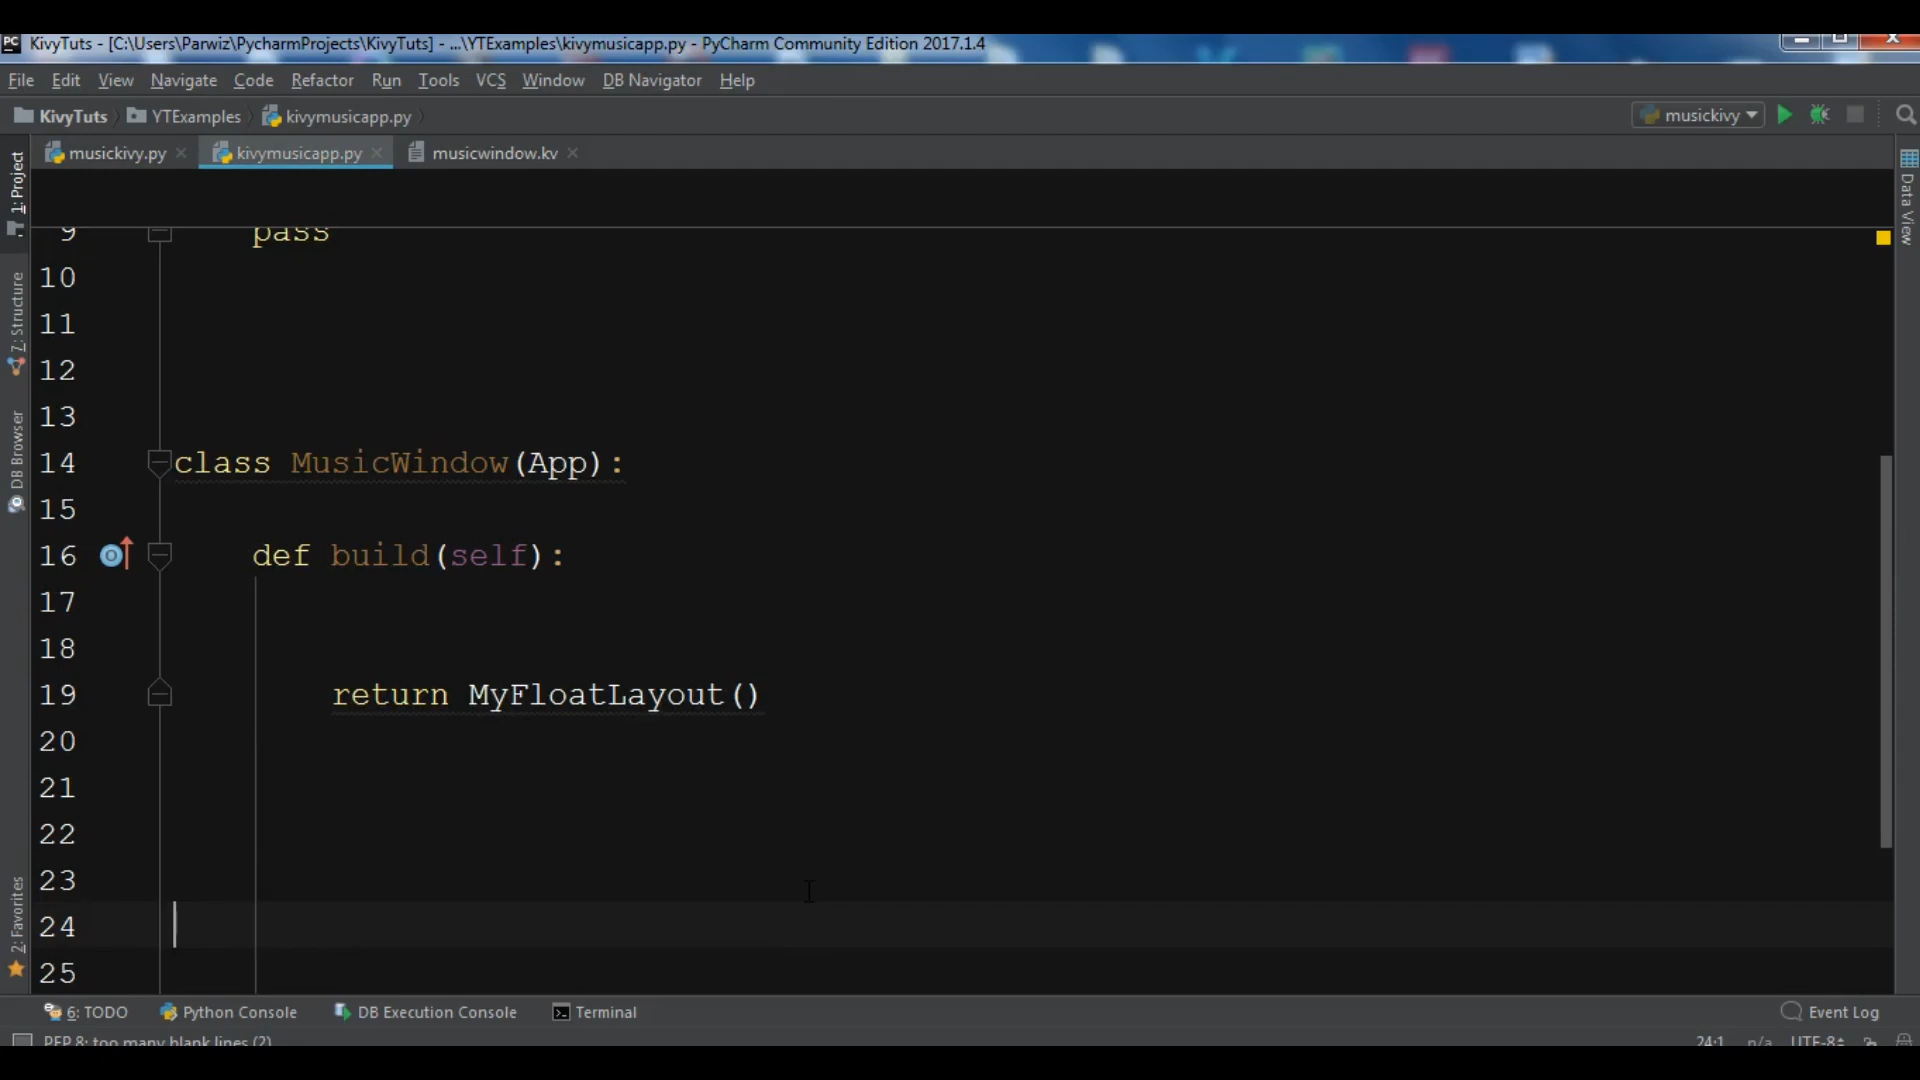 PC KivyTuts - [C:\Users\Parwiz\PycharmProjects\KivyTuts] - ...\YTExamples\kivymusicapp.py - PyCharm Community Edition 2017.1.4
File Edit View Navigate Code Refactor Run Tools VCS Window DB Navigator Help
KivyTuts YTExamples kivymusicapp.py musickivy
musickivy.py kivymusicapp.py musicwindow.kv
1: Project
7: Structure
DB Browser
2: Favorites
Data View
9 pass
10
11
12
13
14 class MusicWindow(App):
15
16 def build(self):
17
18
19 return MyFloatLayout()
20
21
22
23
24
25
6: TODO Python Console DB Execution Console Terminal Event Log
PEP 8: too many blank lines (2) 24:1 n/a UTF-8